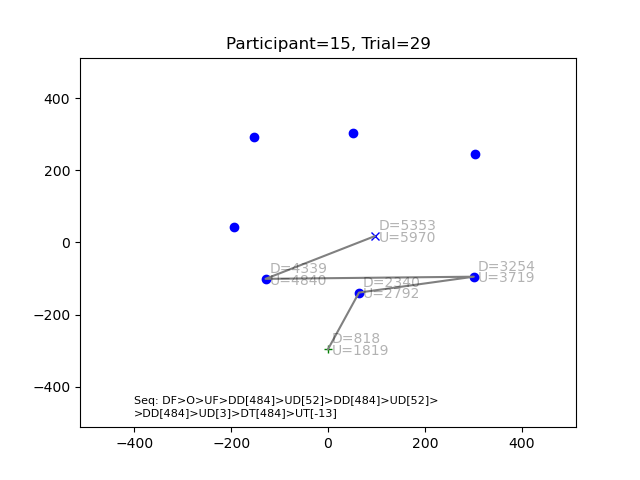 Participant=15, Trial=29
400
200
0
−200
−400
D=5353
U=5970
D=4339
U=4840
D=3254
U=3719
D=2340
U=2792
D=818
U=1819
Seq: DF>O>UF>DD[484]>UD[52]>DD[484]>UD[52]>
>DD[484]>UD[3]>DT[484]>UT[-13]
−400 −200 0 200 400